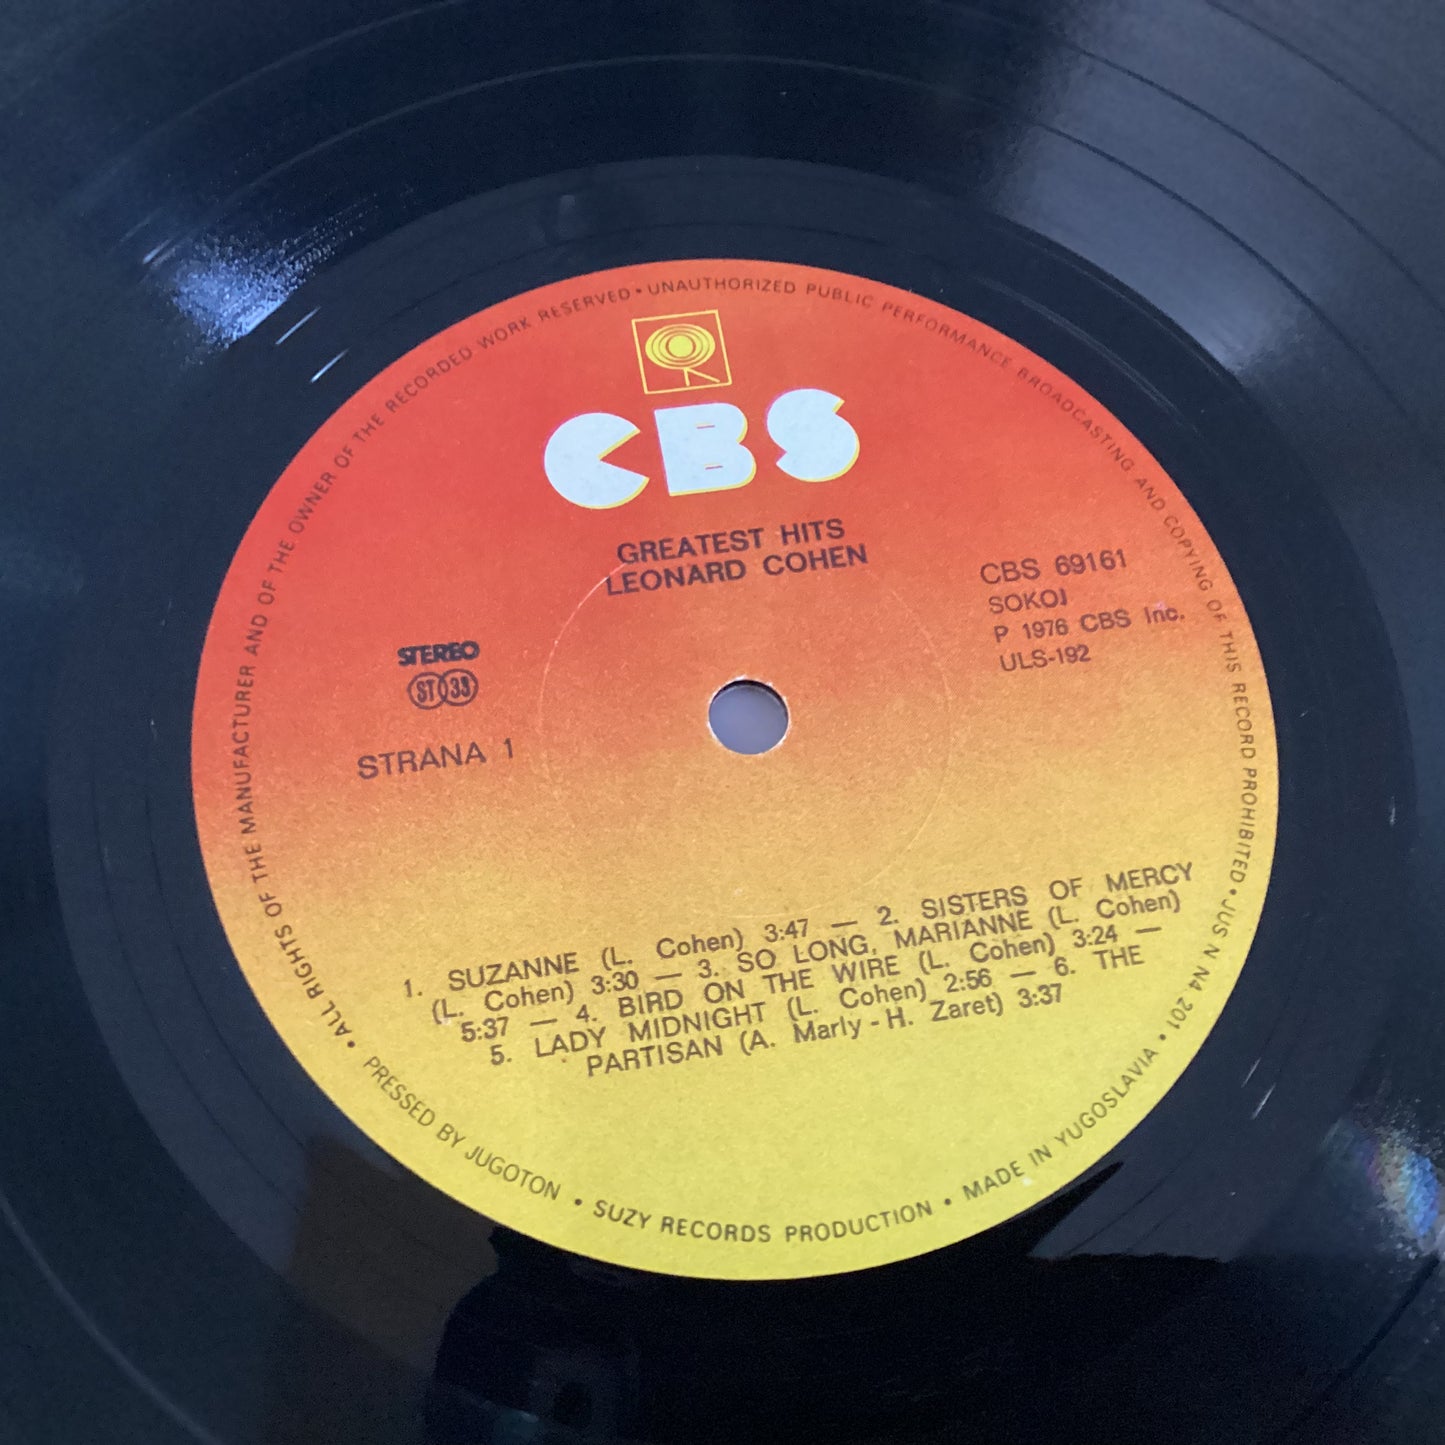 ALL RIGHTS OF THE MANUFACTURER AND OF THE OWNER OF THE RECORDED WORK RESERVED • UNAUTHORIZED PUBLIC PERFORMANCE BROADCASTING AND COPYING OF THIS RECORD PROHIBITED • JUS N N4 201 •
CBS
GREATEST HITS
LEONARD COHEN
CBS 69161
SOKOJ
P 1976 CBS Inc.
ULS-192
STEREO
ST 33
STRANA 1
1. SUZANNE (L. Cohen) 3:47 — 2. SISTERS OF MERCY
(L. Cohen) 3:30 — 3. SO LONG, MARIANNE (L. Cohen)
5:37 — 4. BIRD ON THE WIRE (L. Cohen) 3:24 —
5. LADY MIDNIGHT (L. Cohen) 2:56 — 6. THE
PARTISAN (A. Marly - H. Zaret) 3:37
• PRESSED BY JUGOTON • SUZY RECORDS PRODUCTION • MADE IN YUGOSLAVIA